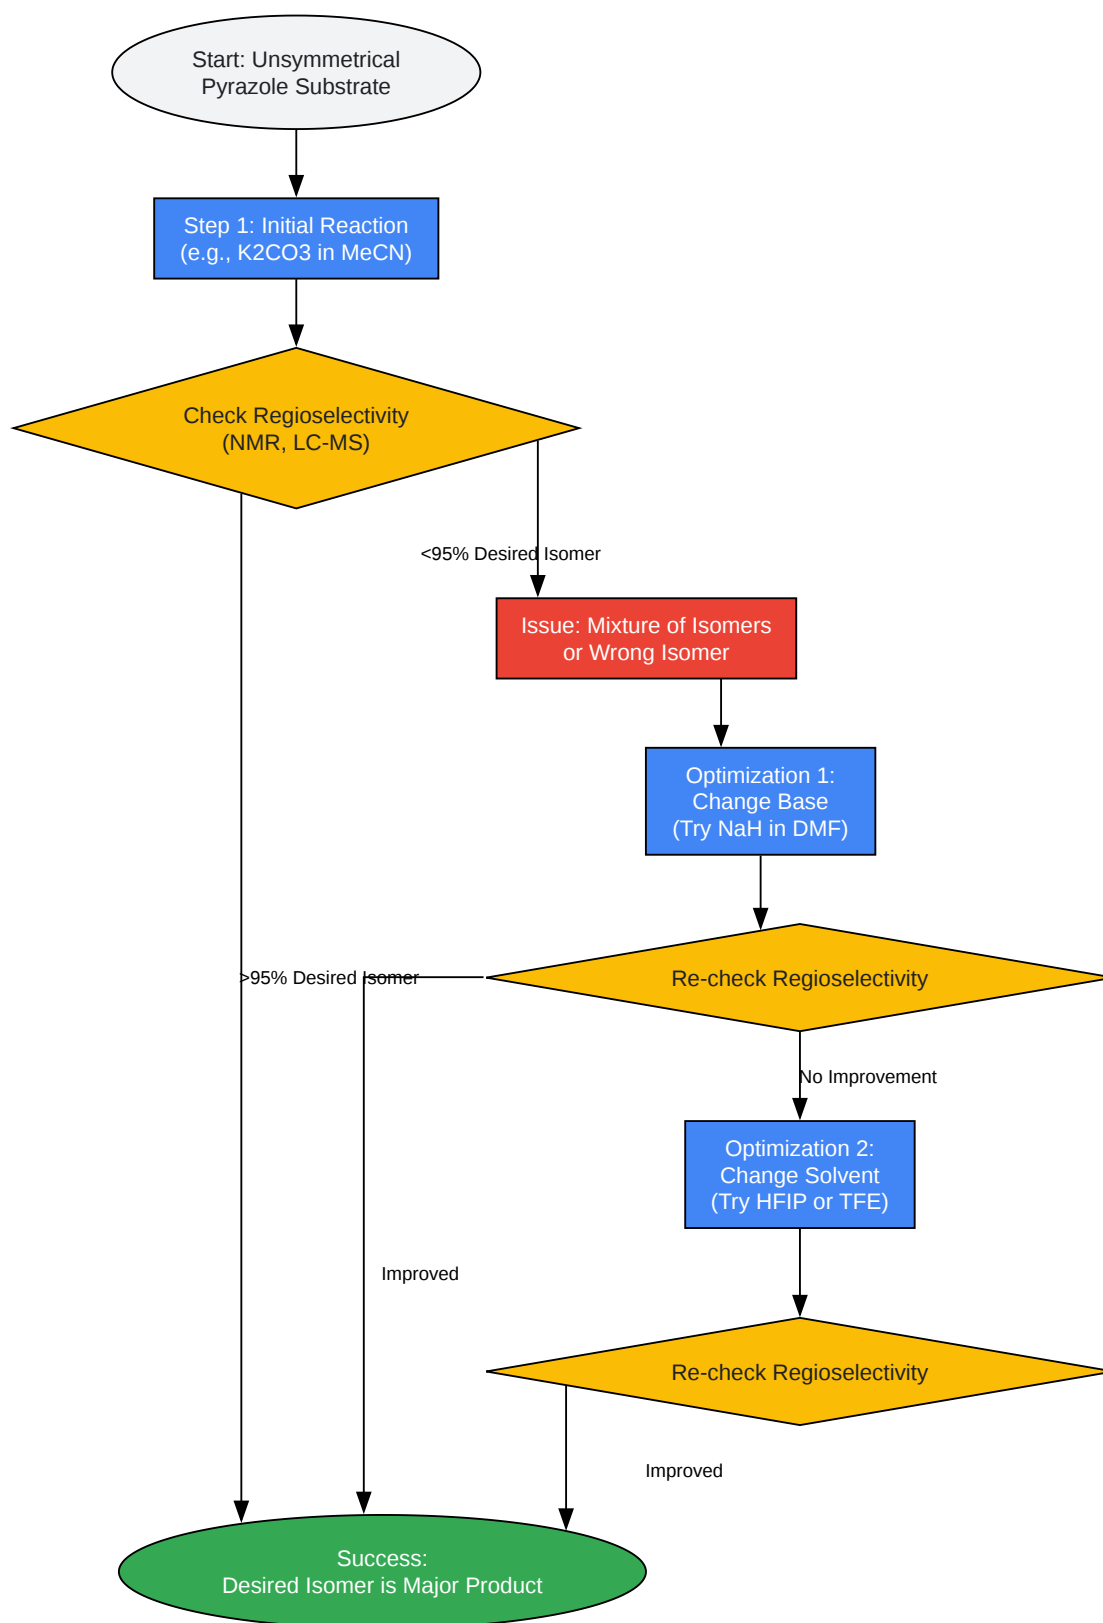 Start: Unsymmetrical
Pyrazole Substrate
Step 1: Initial Reaction
(e.g., K2CO3 in MeCN)
Check Regioselectivity
(NMR, LC-MS)
<95% Desired Isomer
Issue: Mixture of Isomers
or Wrong Isomer
Optimization 1:
Change Base
(Try NaH in DMF)
Re-check Regioselectivity
>95% Desired Isomer
No Improvement
Optimization 2:
Change Solvent
(Try HFIP or TFE)
Improved
Re-check Regioselectivity
Improved
Success:
Desired Isomer is Major Product